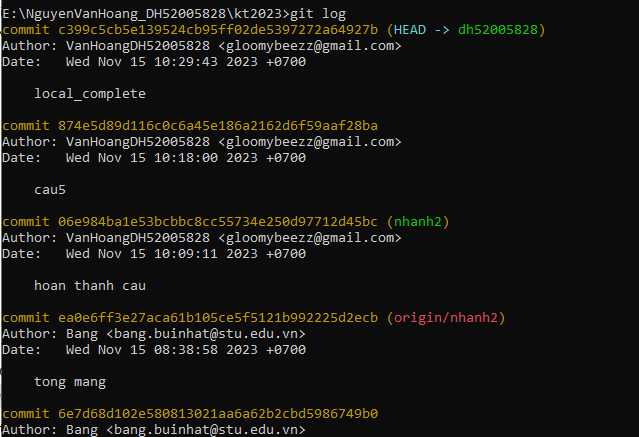 E:\NguyenVanHoang_DH52005828\kt2023>git log
commit c399c5cb5e139524cb95ff02de5397272a64927b (HEAD -> dh52005828)
Author: VanHoangDH52005828 <gloomybeezz@gmail.com>
Date:   Wed Nov 15 10:29:43 2023 +0700
    local_complete
commit 874e5d89d116c0c6a45e186a2162d6f59aaf28ba
Author: VanHoangDH52005828 <gloomybeezz@gmail.com>
Date:   Wed Nov 15 10:18:00 2023 +0700
    cau5
commit 06e984ba1e53bcbbc8cc55734e250d97712d45bc (nhanh2)
Author: VanHoangDH52005828 <gloomybeezz@gmail.com>
Date:   Wed Nov 15 10:09:11 2023 +0700
    hoan thanh cau
commit ea0e6ff3e27aca61b105ce5f5121b992225d2ecb (origin/nhanh2)
Author: Bang <bang.buinhat@stu.edu.vn>
Date:   Wed Nov 15 08:38:58 2023 +0700
    tong mang
commit 6e7d68d102e580813021aa6a62b2cbd5986749b0
Author: Bang <bang.buinhat@stu.edu.vn>